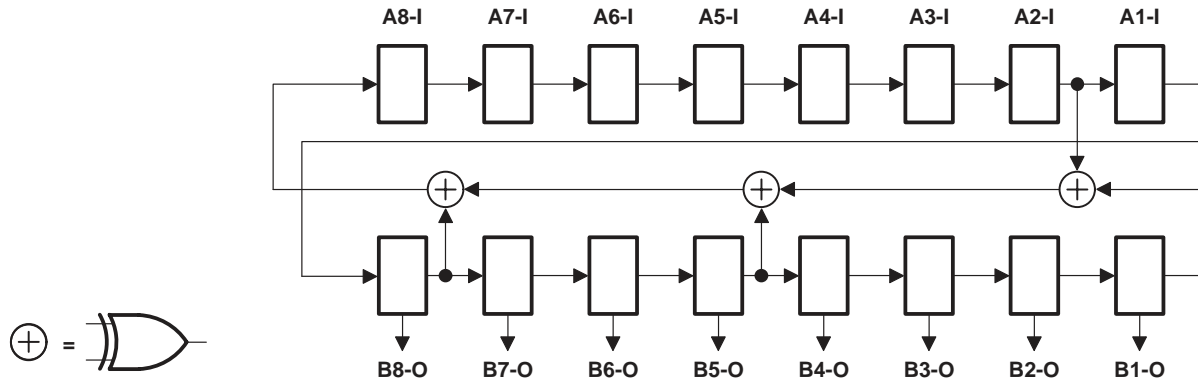 A8-I A7-I A6-I A5-I A4-I A3-I A2-I A1-I
=
B8-O B7-O B6-O B5-O B4-O B3-O B2-O B1-O